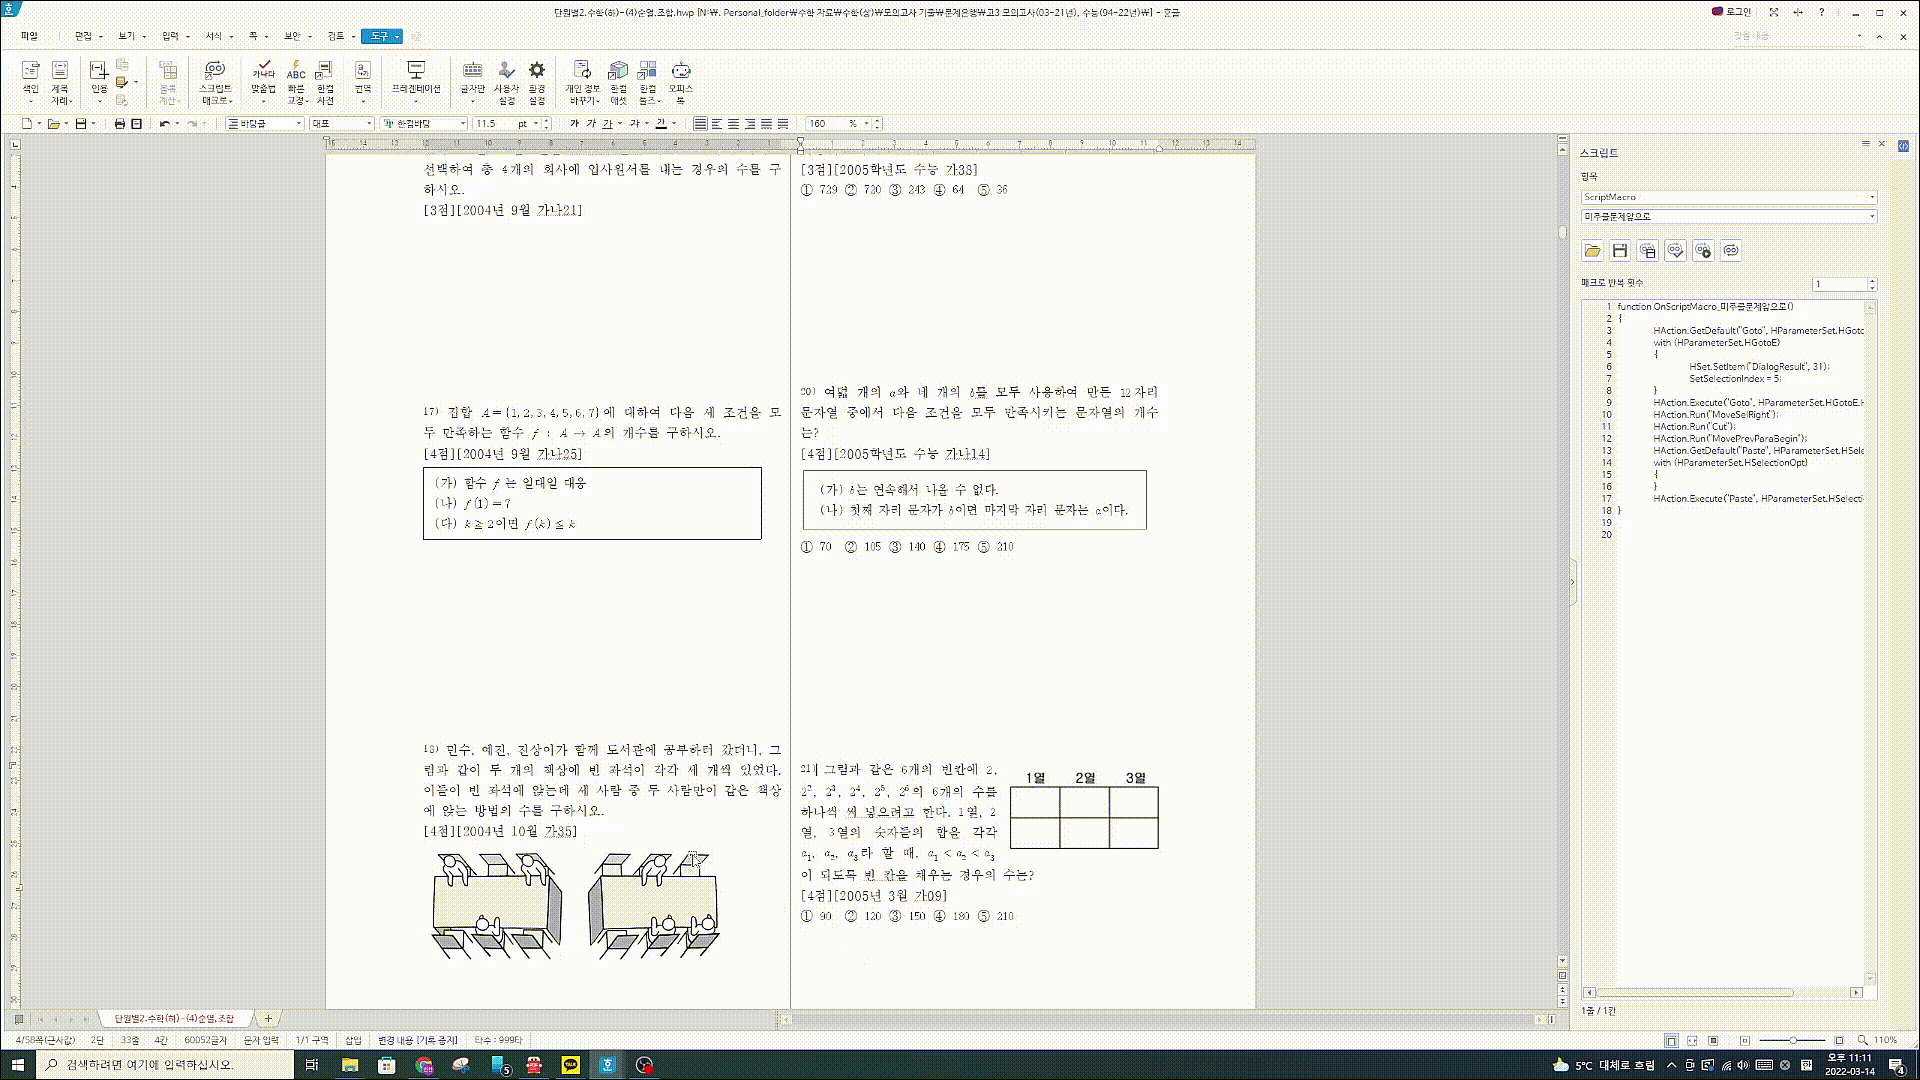 단원별2.수학(하)-(4)순열,조합.hwp [N:₩. Personal_folder₩수학 자료₩수학(상)₩모의고사 기출₩문제은행₩고3 모의고사(03-21년), 수능(94-22년)₩] - 한글
로그인
파일 편집 보기 입력 서식 쪽 보안 검토 도구
찾을 내용
색인 제목 차례 인용 블록 계산 스크립트 매크로 맞춤법 빠른 교정 한컴 사전 번역 프레젠테이션 글자판 사용자 설정 환경 설정 개인 정보 바꾸기 한컴 애셋 한컴 툴즈 오피스 톡
바탕글 대표 한컴바탕 11.5 pt 160 %
선택하여 총 4개의 회사에 입사원서를 내는 경우의 수를 구
하시오.
[3점][2004년 9월 가나21]
17) 집합 A={1,2,3,4,5,6,7}에 대하여 다음 세 조건을 모
두 만족하는 함수 f : A → A의 개수를 구하시오.
[4점][2004년 9월 가나25]
(가) 함수 f 는 일대일 대응
(나) f(1)=7
(다) k≧2이면 f(k)≦k
18) 민수, 예진, 진상이가 함께 도서관에 공부하러 갔더니, 그
림과 같이 두 개의 책상에 빈 좌석이 각각 세 개씩 있었다.
이들이 빈 좌석에 앉는데 세 사람 중 두 사람만이 같은 책상
에 앉는 방법의 수를 구하시오.
[4점][2004년 10월 가35]
[3점][2005학년도 수능 가38]
① 729 ② 720 ③ 243 ④ 64 ⑤ 36
20) 여덟 개의 a와 네 개의 b를 모두 사용하여 만든 12자리
문자열 중에서 다음 조건을 모두 만족시키는 문자열의 개수
는?
[4점][2005학년도 수능 가나14]
(가) b는 연속해서 나올 수 없다.
(나) 첫째 자리 문자가 b이면 마지막 자리 문자는 a이다.
① 70 ② 105 ③ 140 ④ 175 ⑤ 210
21) 그림과 같은 6개의 빈칸에 2,
2², 2³, 2⁴, 2⁵, 2⁶의 6개의 수를
하나씩 써 넣으려고 한다. 1열, 2
열, 3열의 숫자들의 합을 각각
a₁, a₂, a₃라 할 때, a₁<a₂<a₃
이 되도록 빈 칸을 채우는 경우의 수는?
[4점][2005년 3월 가09]
① 90 ② 120 ③ 150 ④ 180 ⑤ 210
1열 2열 3열
스크립트
항목
ScriptMacro
미주를문제앞으로
매크로 반복 횟수 1
1 function OnScriptMacro_미주를문제앞으로()
2 {
3 HAction.GetDefault("Goto", HParameterSet.HGoto
4 with (HParameterSet.HGotoE)
5 {
6 HSet.SetItem("DialogResult", 31);
7 SetSelectionIndex = 5;
8 }
9 HAction.Execute("Goto", HParameterSet.HGotoE.H
10 HAction.Run("MoveSelRight");
11 HAction.Run("Cut");
12 HAction.Run("MovePrevParaBegin");
13 HAction.GetDefault("Paste", HParameterSet.HSele
14 with (HParameterSet.HSelectionOpt)
15 {
16 }
17 HAction.Execute("Paste", HParameterSet.HSelecti
18 }
19
20
1줄 / 1칸
단원별2.수학(하)-(4)순열,조합
4/58쪽(근사값) 2단 33줄 4칸 60052글자 문자 입력 1/1 구역 삽입 변경 내용 [기록 중지] 타수 : 999타 110%
검색하려면 여기에 입력하십시오.
5℃ 대체로 흐림
오후 11:11
2022-03-14